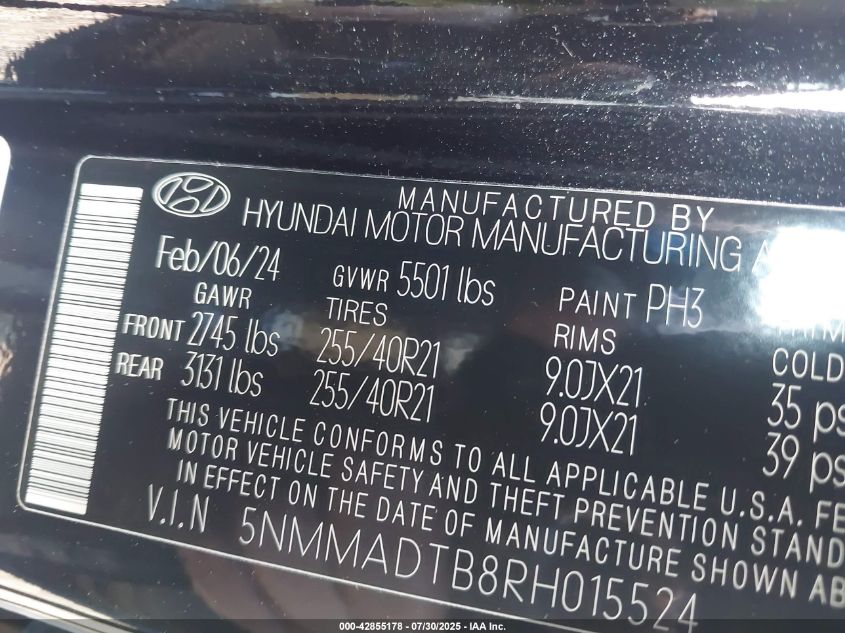 MANUFACTURED BY
HYUNDAI MOTOR MANUFACTURING
Feb/06/24 GVWR 5501 lbs PAINT PH3
GAWR TIRES RIMS COLD
FRONT 2745 lbs 255/40R21 9.0JX21 35 ps
REAR 3131 lbs 255/40R21 9.0JX21 39 ps
THIS VEHICLE CONFORMS TO ALL APPLICABLE U.S.A. FE
MOTOR VEHICLE SAFETY AND THEFT PREVENTION STAND
IN EFFECT ON THE DATE OF MANUFACTURE SHOWN AB
V.I.N 5NMMADTB8RH015524
000-42855178 - 07/30/2025 - IAA Inc.